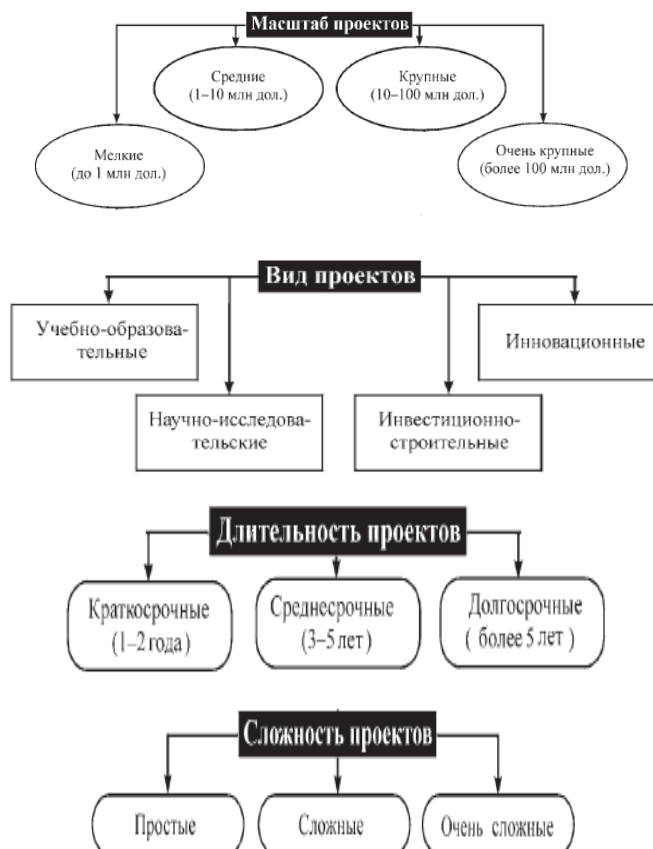 Масштаб проектов
Средние
(1–10 млн дол.)
Крупные
(10–100 млн дол.)
Мелкие
(до 1 млн дол.)
Очень крупные
(более 100 млн дол.)
Вид проектов
Учебно-образова-
тельные
Инновационные
Научно-исследова-
тельские
Инвестиционно-
строительные
Длительность проектов
Краткосрочные
(1–2 года)
Среднесрочные
(3–5 лет)
Долгосрочные
( более 5 лет )
Сложность проектов
Простые
Сложные
Очень сложные